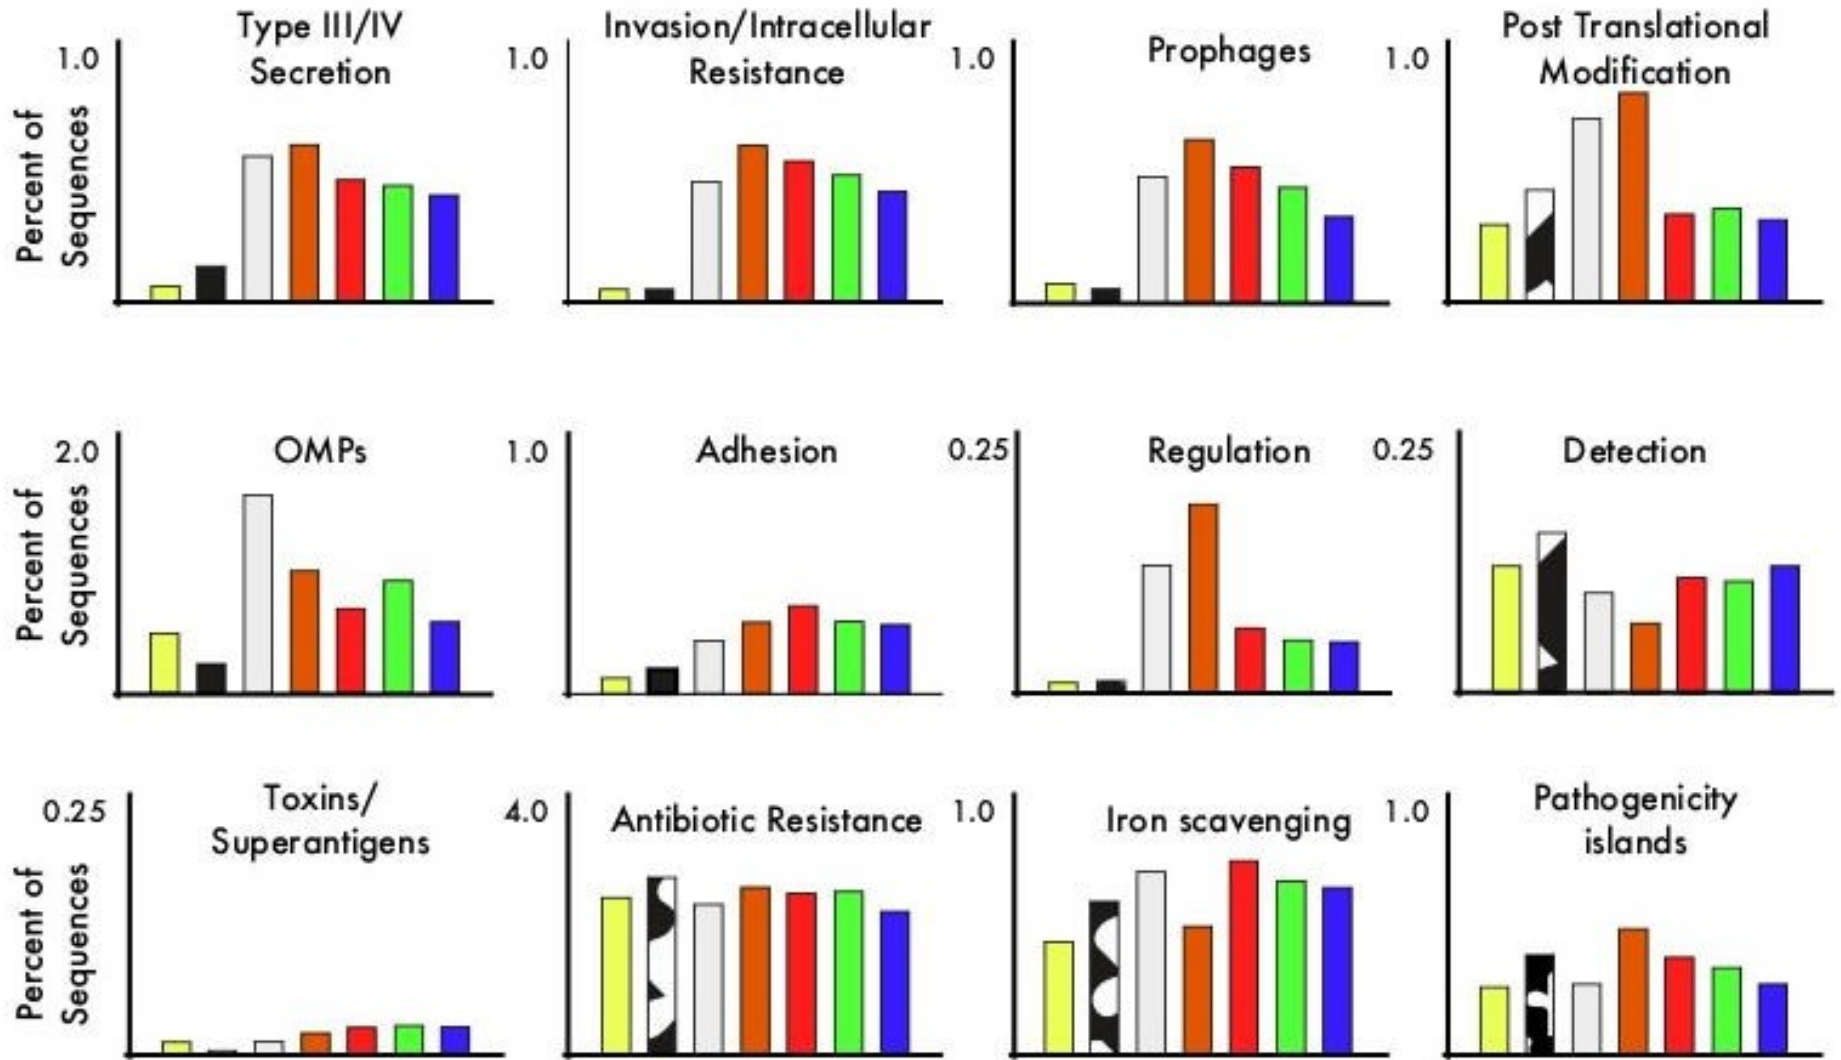 Type III/IV
Secretion
1.0
Invasion/Intracellular
Resistance
1.0
Prophages
1.0
Post Translational
Modification
1.0
Percent of
Sequences
OMPs
2.0
Adhesion
1.0
Regulation
0.25
Detection
0.25
Percent of
Sequences
Toxins/
Superantigens
0.25
Antibiotic Resistance
4.0
Iron scavenging
1.0
Pathogenicity
islands
1.0
Percent of
Sequences